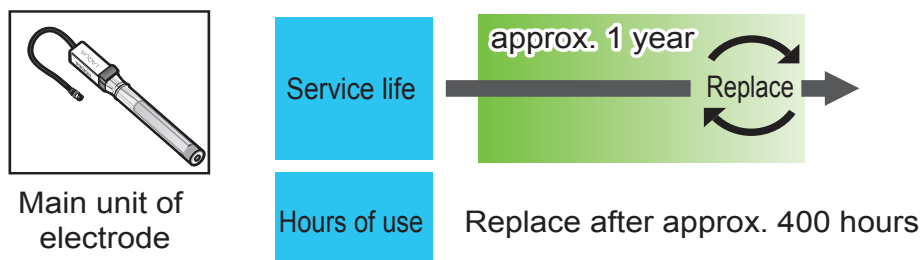 Main unit of
electrode
Service life
approx. 1 year
Replace
Hours of use
Replace after approx. 400 hours